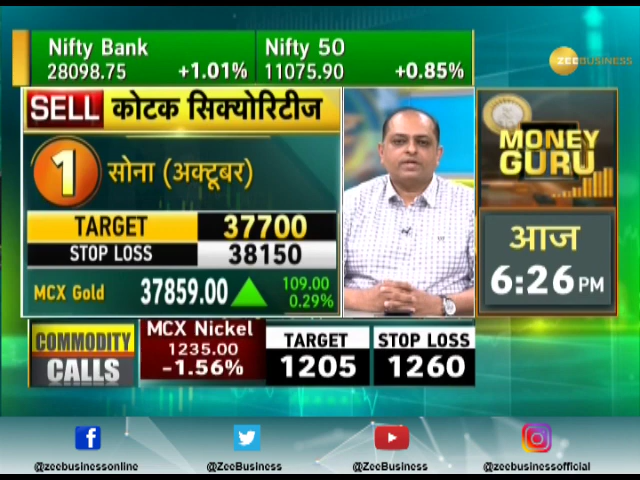 Nifty Bank
28098.75 +1.01%
Nifty 50
11075.90 +0.85%
ZEEBUSINESS
SELL कोटक सिक्योरिटीज
1 सोना (अक्टूबर)
TARGET 37700
STOP LOSS 38150
MCX Gold 37859.00 109.00
0.29%
MONEY
GURU
आज
6:26 PM
COMMODITY
CALLS
MCX Nickel
1235.00
-1.56%
TARGET
1205
STOP LOSS
1260
@zeebusinessonline
@ZeeBusiness
@ZeeBusiness
@zeebusinessofficial